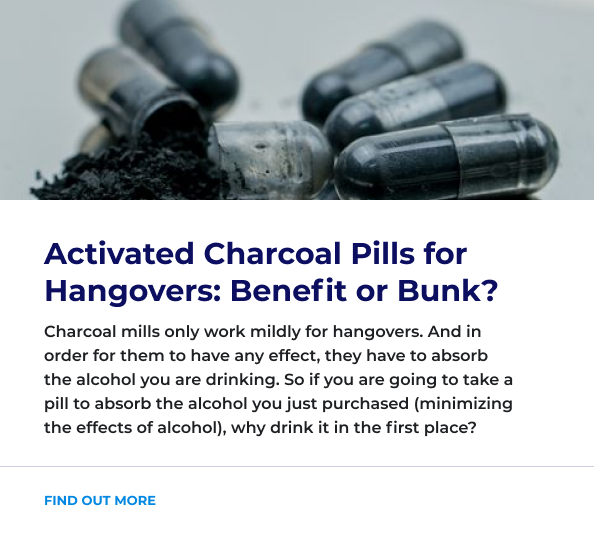 Activated Charcoal Pills for
Hangovers: Benefit or Bunk?
Charcoal mills only work mildly for hangovers. And in
order for them to have any effect, they have to absorb
the alcohol you are drinking. So if you are going to take a
pill to absorb the alcohol you just purchased (minimizing
the effects of alcohol), why drink it in the first place?
FIND OUT MORE